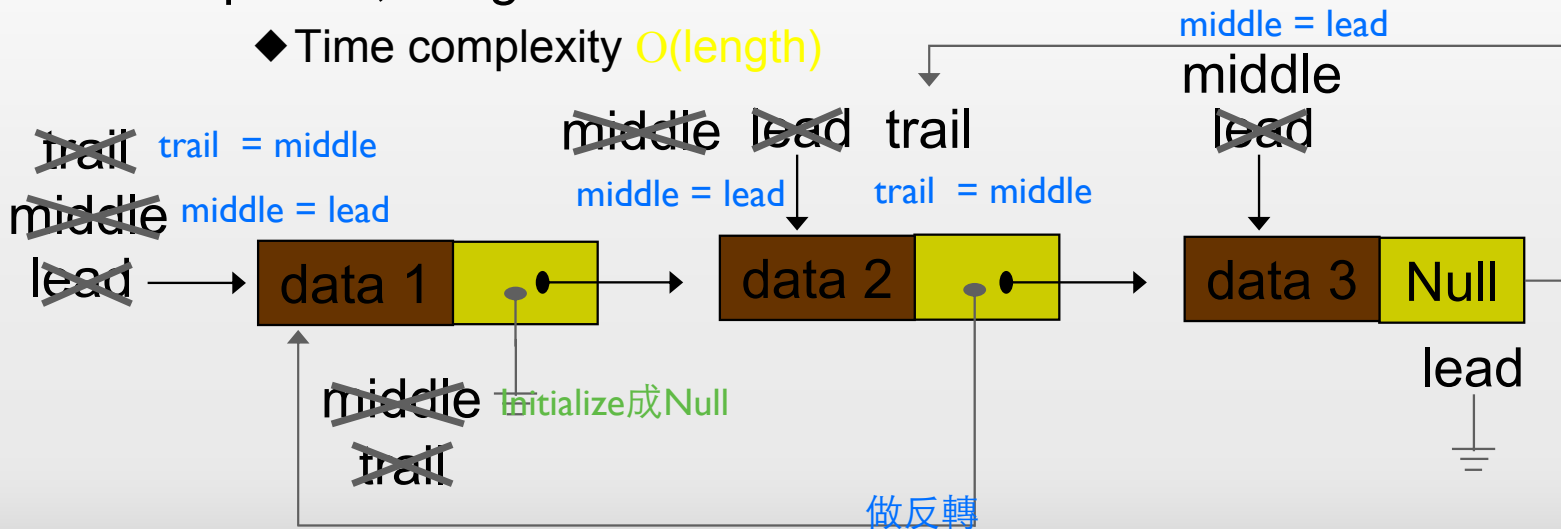 ◆ Time complexity O(length)
middle = lead
middle
trail trail = middle
middle lead trail
lead
middle middle = lead
middle = lead
trail = middle
lead
data 1
data 2
data 3
Null
middle Initialize成Null
trail
lead
做反轉